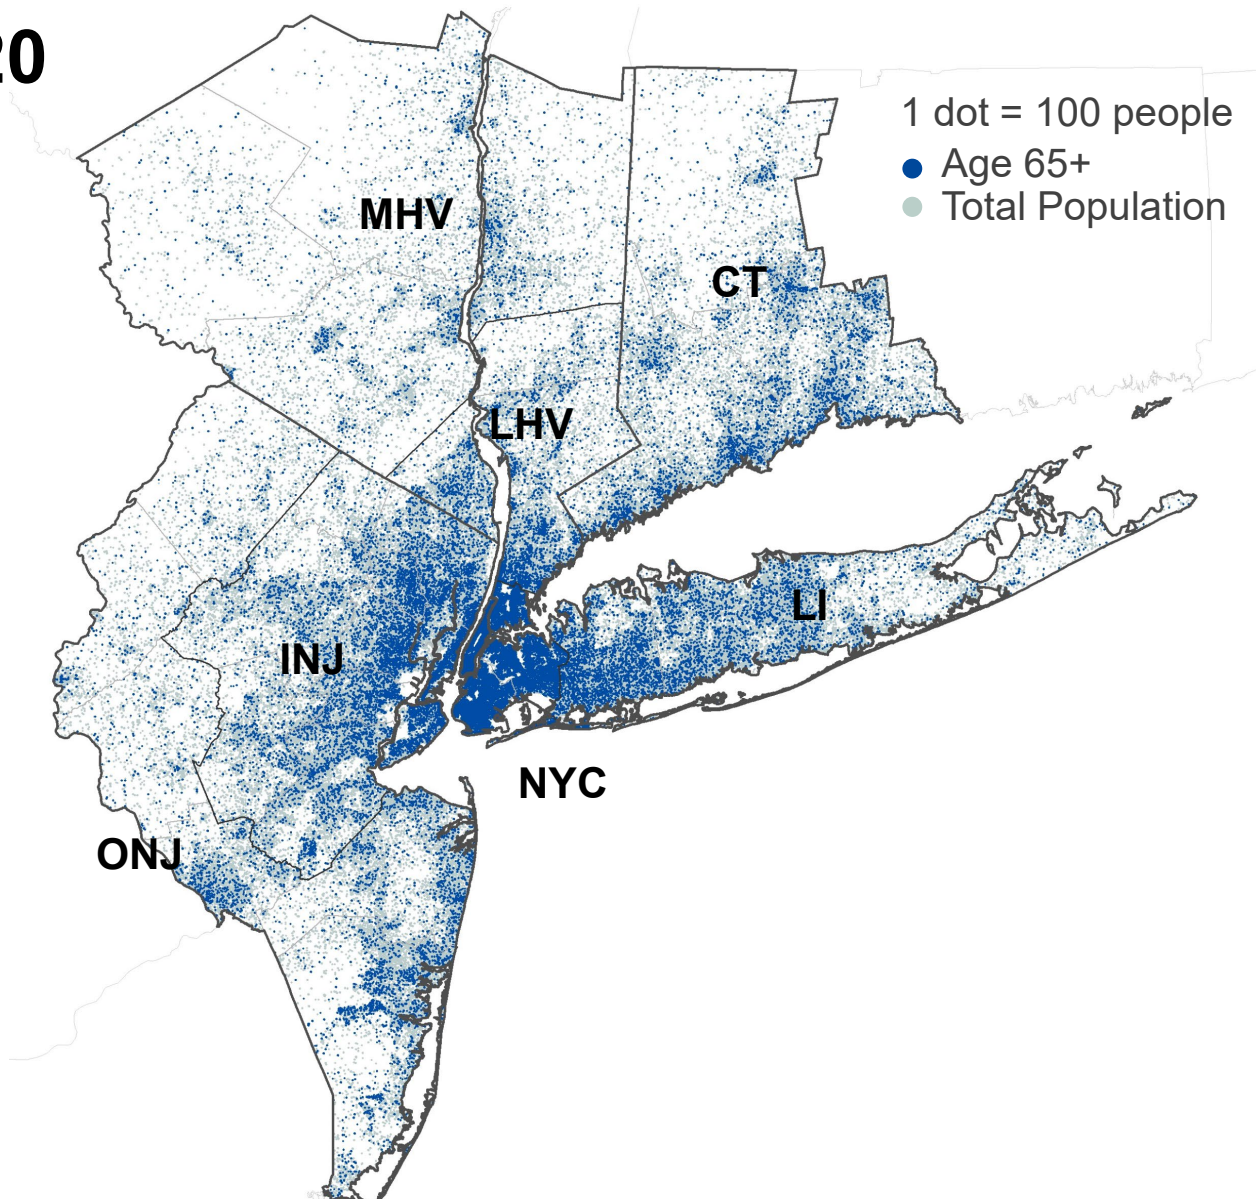 20
1 dot = 100 people
Age 65+
Total Population
MHV
CT
LHV
LI
INJ
NYC
ONJ